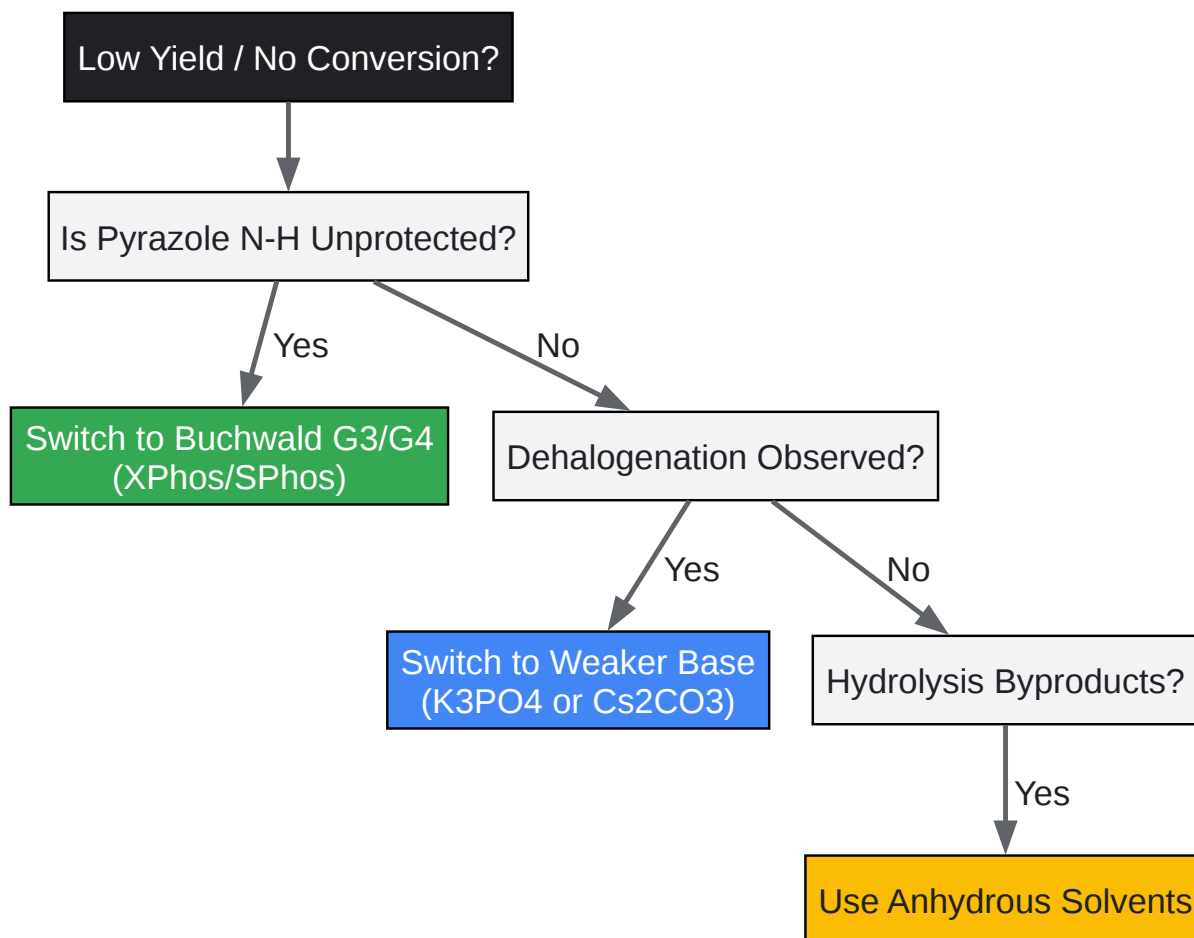 Low Yield / No Conversion?
Is Pyrazole N-H Unprotected?
Yes
No
Switch to Buchwald G3/G4
(XPhos/SPhos)
Dehalogenation Observed?
Yes
No
Switch to Weaker Base
(K3PO4 or Cs2CO3)
Hydrolysis Byproducts?
Yes
Use Anhydrous Solvents